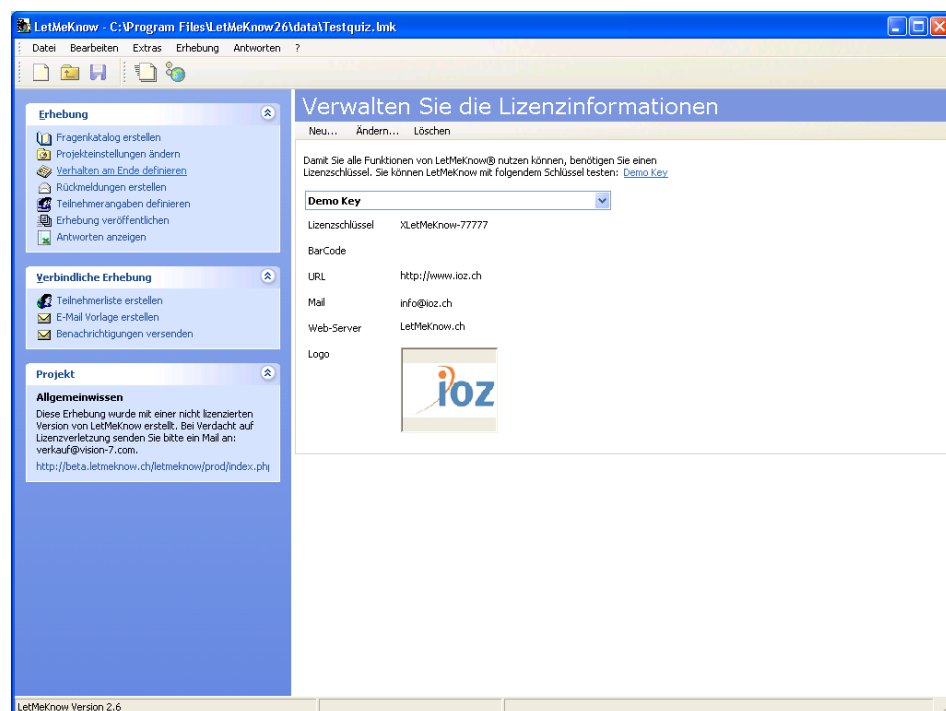 LetMeKnow - C:\Program Files\LetMeKnow26\data\Testquiz.lmk
Datei Bearbeiten Extras Erhebung Antworten ?
Erhebung
Fragenkatalog erstellen
Projekteinstellungen ändern
Verhalten am Ende definieren
Rückmeldungen erstellen
Teilnehmerangaben definieren
Erhebung veröffentlichen
Antworten anzeigen
Verbindliche Erhebung
Teilnehmerliste erstellen
E-Mail Vorlage erstellen
Benachrichtigungen versenden
Projekt
Allgemeinwissen
Diese Erhebung wurde mit einer nicht lizenzierten
Version von LetMeKnow erstellt. Bei Verdacht auf
Lizenzverletzung senden Sie bitte ein Mail an:
verkauf@vision-7.com.
http://beta.letmeknow.ch/letmeknow/prod/index.php
Verwalten Sie die Lizenzinformationen
Neu... Ändern... Löschen
Damit Sie alle Funktionen von LetMeKnow® nutzen können, benötigen Sie einen
Lizenzschlüssel. Sie können LetMeKnow mit folgendem Schlüssel testen: Demo Key
Demo Key
Lizenzschlüssel XLetMeKnow-77777
BarCode
URL http://www.ioz.ch
Mail info@ioz.ch
Web-Server LetMeKnow.ch
Logo
ioz
LetMeKnow Version 2.6